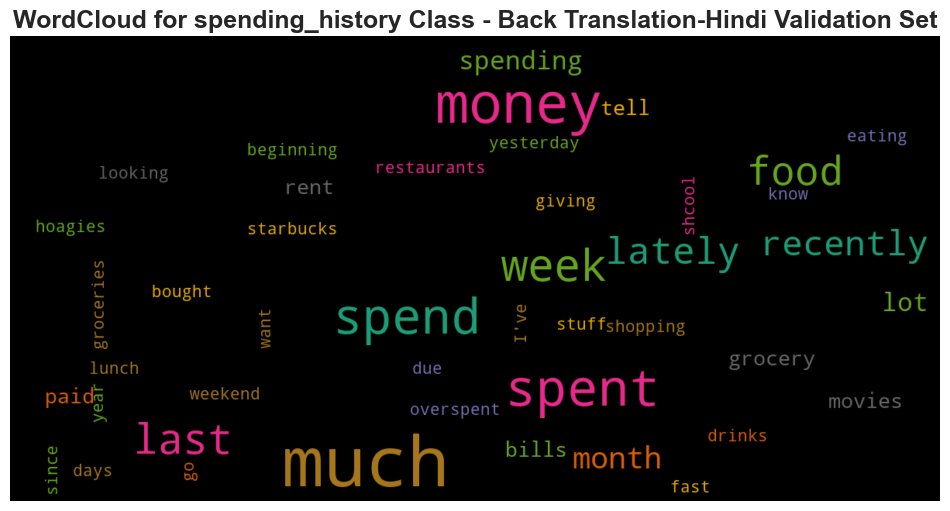 WordCloud for spending_history Class - Back Translation-Hindi Validation Set
spending
money
tell
eating
yesterday
beginning
restaurants
food
looking
rent
know
shcool
giving
hoagies
starbucks
lately
recently
week
groceries
bought
lot
spend
want
I've
stuff
shopping
grocery
lunch
due
paid
year
weekend
spent
movies
overspent
last
drinks
much
bills
month
since
days
go
fast